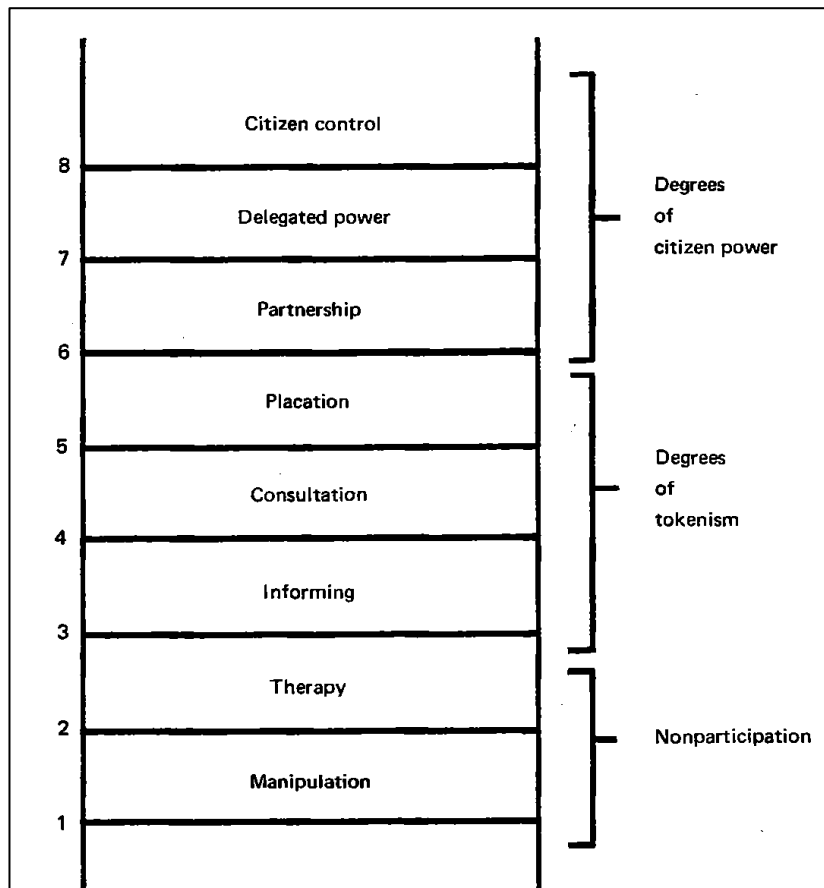 Citizen control
8
Delegated power
7
Partnership
6
Placation
5
Consultation
4
Informing
3
Therapy
2
Manipulation
1
Degrees
of
citizen power
Degrees
of
tokenism
Nonparticipation